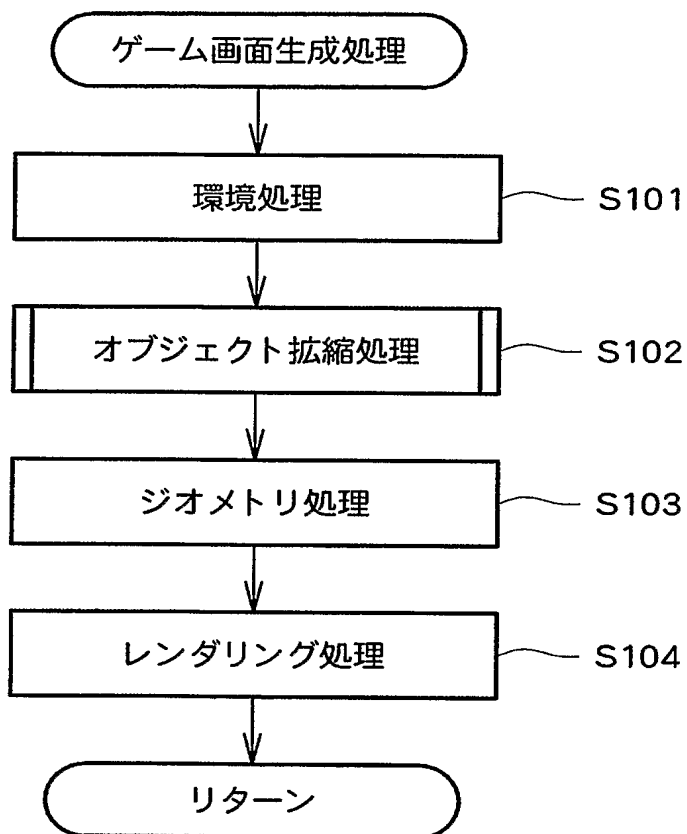 ゲーム画面生成処理
環境処理
S101
オブジェクト拡縮処理
S102
ジオメトリ処理
S103
レンダリング処理
S104
リターン